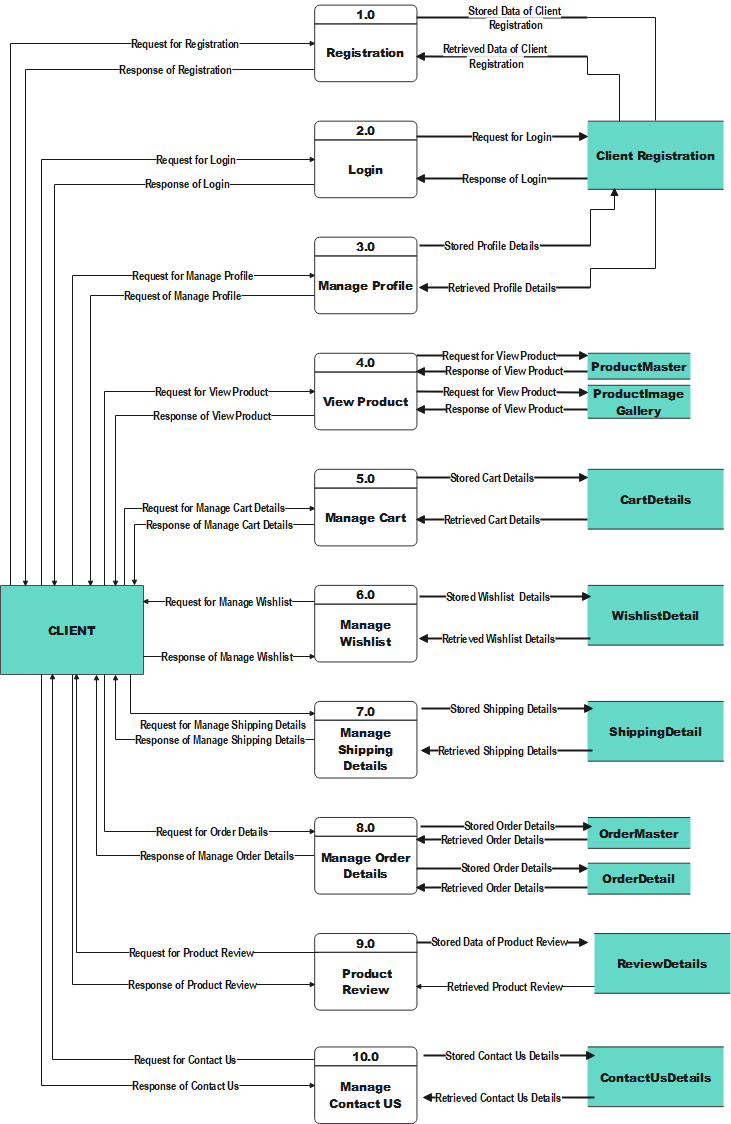 1.0
Registration
Request for Registration
Response of Registration
Stored Data of Client
Registration
Retrieved Data of Client
Registration
Client Registration
2.0
Login
Request for Login
Response of Login
Request for Login
Response of Login
3.0
Manage Profile
Request for Manage Profile
Request of Manage Profile
Stored Profile Details
Retrieved Profile Details
4.0
View Product
Request for View Product
Response of View Product
Request for View Product
Response of View Product
Request for View Product
Response of View Product
ProductMaster
ProductImage
Gallery
5.0
Manage Cart
Request for Manage Cart Details
Response of Manage Cart Details
Stored Cart Details
Retrieved Cart Details
CartDetails
CLIENT
6.0
Manage
Wishlist
Request for Manage Wishlist
Response of Manage Wishlist
Stored Wishlist Details
Retrieved Wishlist Details
WishlistDetail
7.0
Manage
Shipping
Details
Request for Manage Shipping Details
Response of Manage Shipping Details
Stored Shipping Details
Retrieved Shipping Details
ShippingDetail
8.0
Manage Order
Details
Request for Order Details
Response of Manage Order Details
Stored Order Details
Retrieved Order Details
Stored Order Details
Retrieved Order Details
OrderMaster
OrderDetail
9.0
Product
Review
Request for Product Review
Response of Product Review
Stored Data of Product Review
Retrieved Product Review
ReviewDetails
10.0
Manage
Contact US
Request for Contact Us
Response of Contact Us
Stored Contact Us Details
Retrieved Contact Us Details
ContactUsDetails